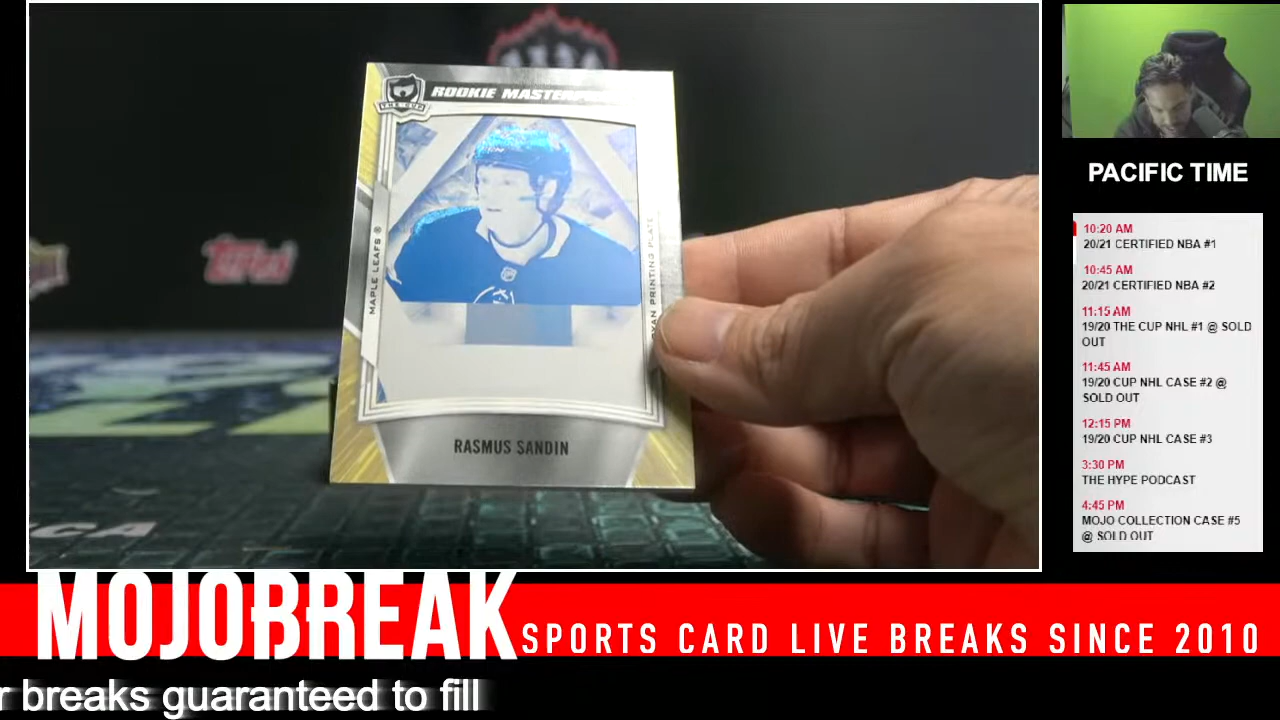 THE CUP
ROOKIE
MAPLE LEAFS ®
PRINTING PLATE
RASMUS SANDIN
Topps
PACIFIC TIME
10:20 AM
20/21 CERTIFIED NBA #1
10:45 AM
20/21 CERTIFIED NBA #2
11:15 AM
19/20 THE CUP NHL #1 @ SOLD
OUT
11:45 AM
19/20 CUP NHL CASE #2 @
SOLD OUT
12:15 PM
19/20 CUP NHL CASE #3
3:30 PM
THE HYPE PODCAST
4:45 PM
MOJO COLLECTION CASE #5
@ SOLD OUT
MOJOBREAK
SPORTS CARD LIVE BREAKS SINCE 2010
r breaks guaranteed to fill